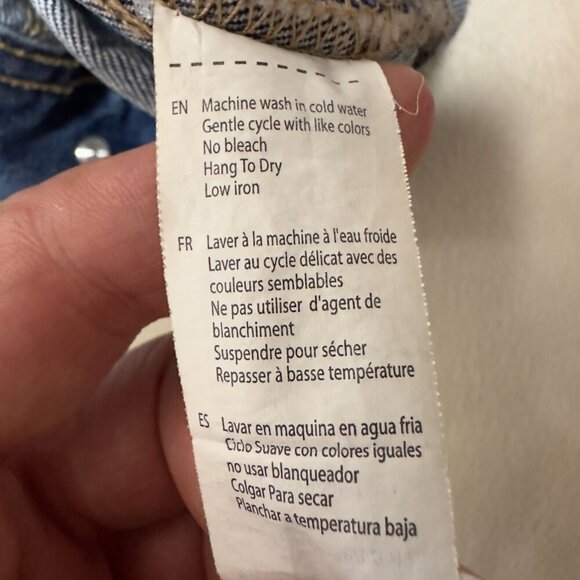 EN Machine wash in cold water
Gentle cycle with like colors
No bleach
Hang To Dry
Low iron
FR Laver à la machine à l'eau froide
Laver au cycle délicat avec des
couleurs semblables
Ne pas utiliser d'agent de
blanchiment
Suspendre pour sécher
Repasser à basse température
ES Lavar en maquina en agua fria
Ciclo Suave con colores iguales
no usar blanqueador
Colgar Para secar
Planchar a temperatura baja